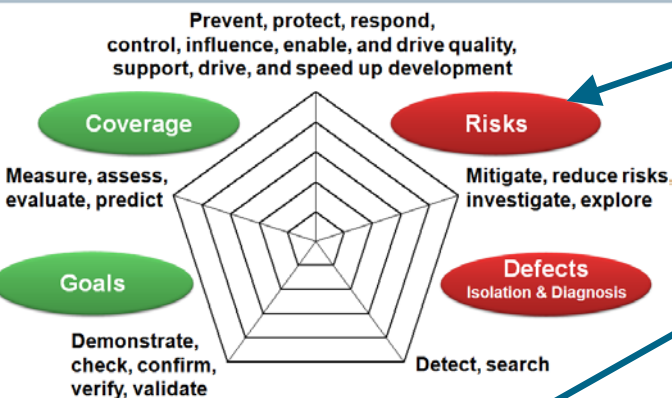 Prevent, protect, respond,
control, influence, enable, and drive quality,
support, drive, and speed up development
Coverage
Risks
Measure, assess,
evaluate, predict
Mitigate, reduce risks,
investigate, explore
Goals
Defects
Isolation & Diagnosis
Demonstrate,
check, confirm,
verify, validate
Detect, search